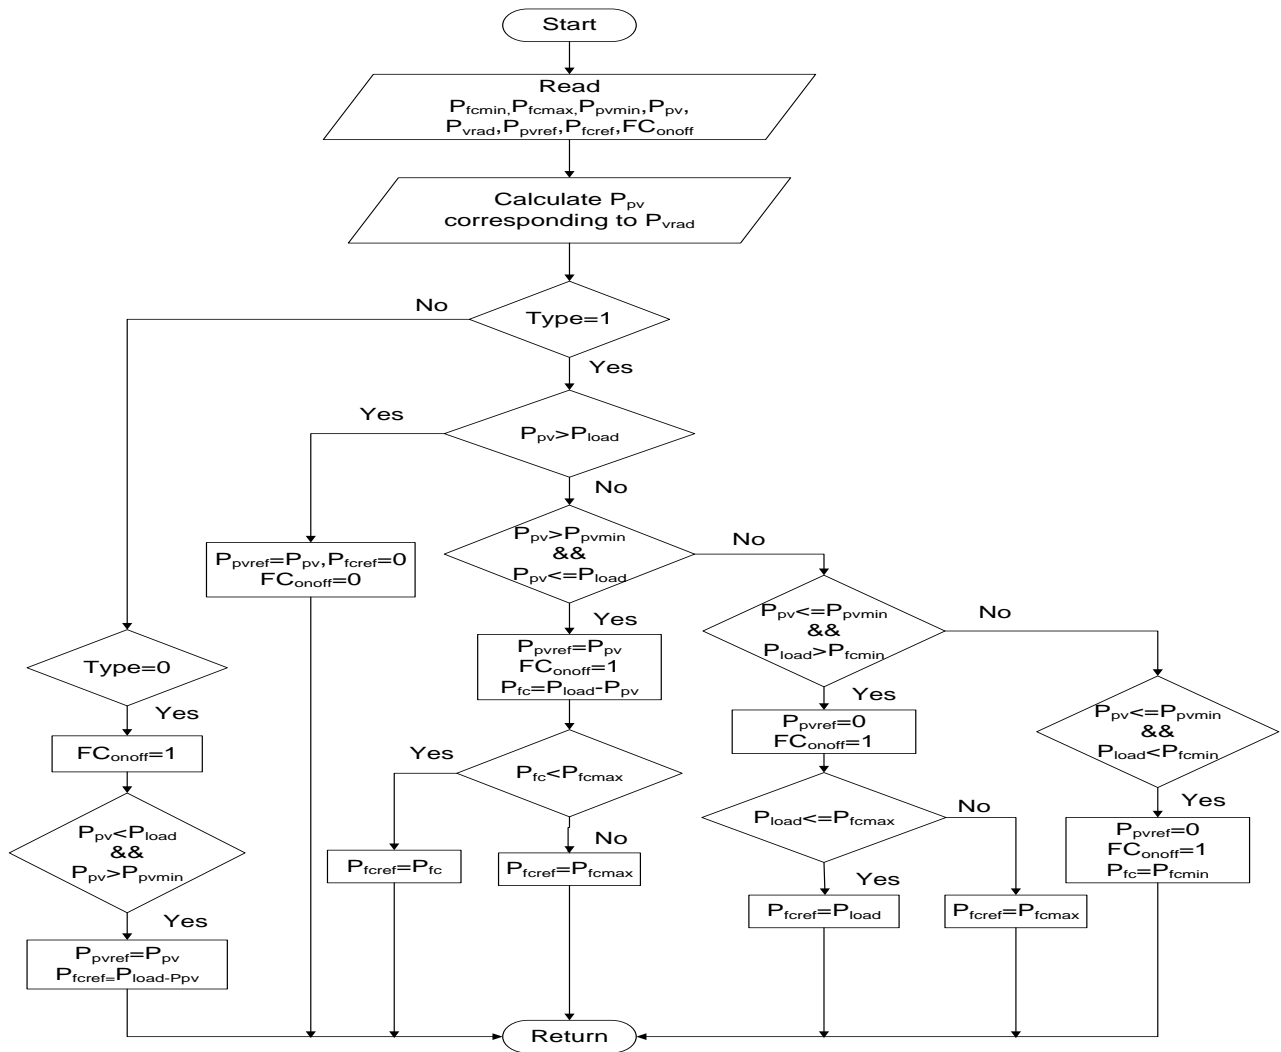 Start
Read
Pfcmin,Pfcmax,Ppvmin,Ppv,
Pvrad,Ppvref,Pfcref,FConoff
Calculate Ppv
corresponding to Pvrad
No
Type=1
Yes
Yes
Ppv>Pload
No
Ppvref=Ppv,Pfcref=0
FConoff=0
Ppv>Ppvmin
&&
Ppv<=Pload
No
Yes
Ppvref=Ppv
FConoff=1
Pfc=Pload-Ppv
Ppv<=Ppvmin
&&
Pload>Pfcmin
No
Yes
Type=0
Yes
FConoff=1
Ppvref=0
FConoff=1
Ppv<=Ppvmin
&&
Pload<Pfcmin
Yes
Yes
Pfc<Pfcmax
No
Pload<=Pfcmax
No
Yes
Ppvref=0
FConoff=1
Pfc=Pfcmin
Ppv<Pload
&&
Ppv>Ppvmin
Yes
Pfcref=Pfc
Pfcref=Pfcmax
Pfcref=Pload
Pfcref=Pfcmax
Ppvref=Ppv
Pfcref=Pload-Ppv
Return